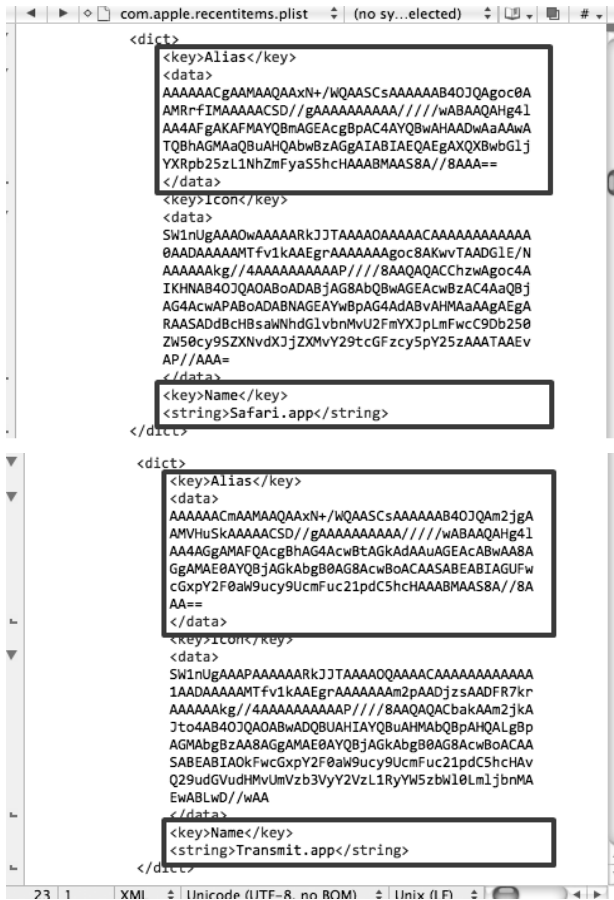 com.apple.recentitems.plist (no sy...elected) # ,
<dict>
<key>Alias</key>
<data>
AAAAAACgAAMAAQAAxN+/WQAASCsAAAAAAB4OJQAgoc0A
AMRrfIMAAAAACSD//gAAAAAAAAAA/////wABAAQAHg4l
AA4AFgAKAFMAYQBmAGEAcgBpAC4AYQBwAHAADwAaAAwA
TQBhAGMAaQBuAHQAbwBzAGgAIABIAEQAEgAXQXBwbGlj
YXRpb25zL1NhZmFyaS5hcHAAABMAAS8A//8AAA==
</data>
<key>Icon</key>
<data>
SW1nUgAAAOwAAAAARkJJTAAAAOAAAAACAAAAAAAAAAAA
0AADAAAAAMTfv1kAAEgrAAAAAAAgoc8AKwvTAADGlE/N
AAAAAAkg//4AAAAAAAAAAP////8AAQAQACChzwAgoc4A
IKHNAB4OJQAOABoADABjAG8AbQBwAGEAcwBzAC4AaQBj
AG4AcwAPABoADABNAGEAYwBpAG4AdABvAHMAaAAgAEgA
RAASADdBcHBsaWNhdGlvbnMvU2FmYXJpLmFwcC9Db250
ZW50cy9SZXNvdXJjZXMvY29tcGFzcy5pY25zAAATAAEv
AP//AAA=
</data>
<key>Name</key>
<string>Safari.app</string>
</dict>
<dict>
<key>Alias</key>
<data>
AAAAAACmAAMAAQAAxN+/WQAASCsAAAAAAB4OJQAm2jgA
AMVHuSkAAAAACSD//gAAAAAAAAAA/////wABAAQAHg4l
AA4AGgAMAFQAcgBhAG4AcwBtAGkAdAAuAGEAcABwAA8A
GgAMAE0AYQBjAGkAbgB0AG8AcwBoACAASABEABIAGUFw
cGxpY2F0aW9ucy9UcmFuc21pdC5hcHAAABMAAS8A//8A
AA==
</data>
<key>Icon</key>
<data>
SW1nUgAAAPAAAAAARkJJTAAAAOQAAAACAAAAAAAAAAAA
1AADAAAAAMTfv1kAAEgrAAAAAAAm2pAADjzsAADFR7kr
AAAAAAkg//4AAAAAAAAAAP////8AAQAQACbakAAm2jkA
Jto4AB4OJQAOABwADQBUAHIAYQBuAHMAbQBpAHQALgBp
AGMAbgBzAA8AGgAMAE0AYQBjAGkAbgB0AG8AcwBoACAA
SABEABIAOkFwcGxpY2F0aW9ucy9UcmFuc21pdC5hcHAv
Q29udGVudHMvUmVzb3VyY2VzL1RyYW5zbWl0LmljbnMA
EwABLwD//wAA
</data>
<key>Name</key>
<string>Transmit.app</string>
</dict>
23 1 XML Unicode (UTF-8, no BOM) Unix (LF)